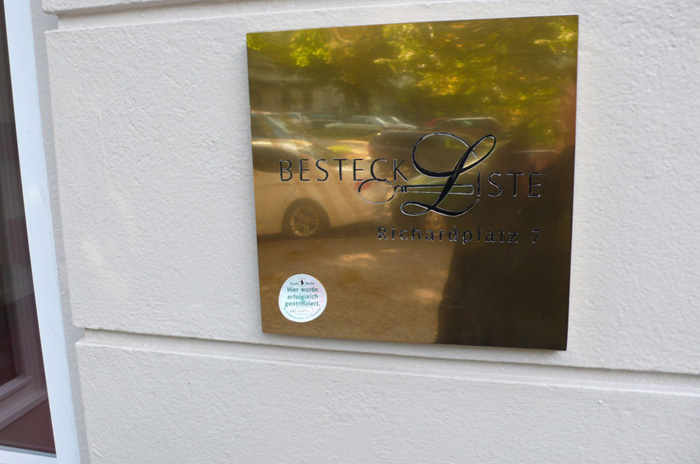 BESTECK LISTE
Richardplatz 7
Hier wurde
erfolgreich
gentrifiziert.